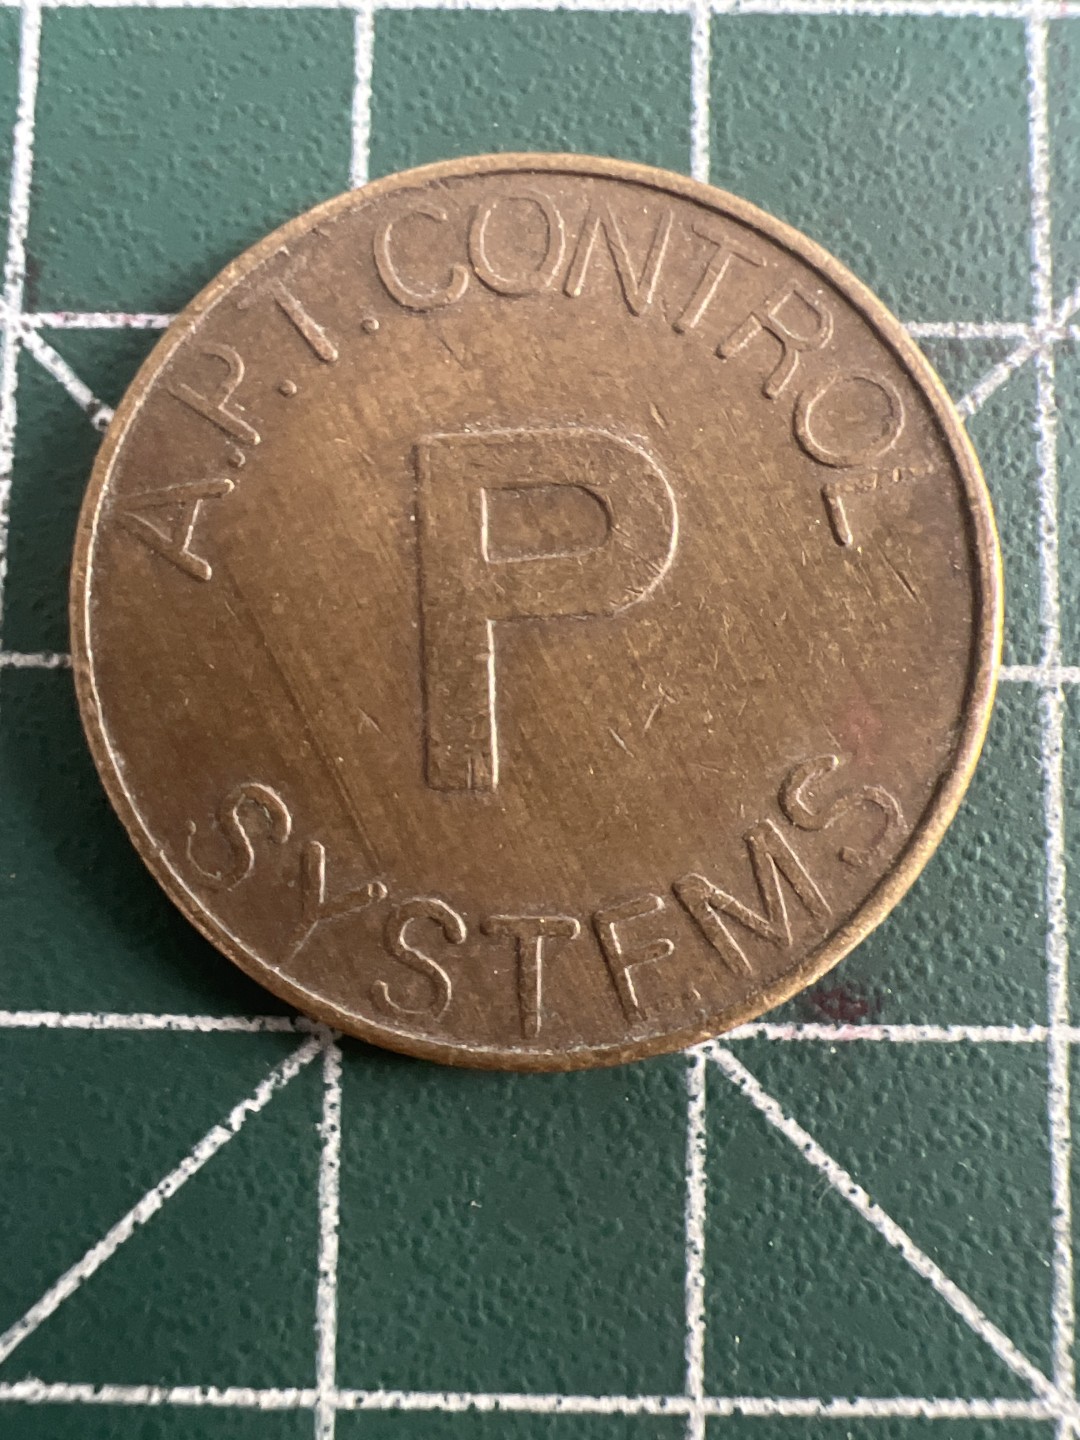 A.P.T. CONTROL
P
SYSTEMS